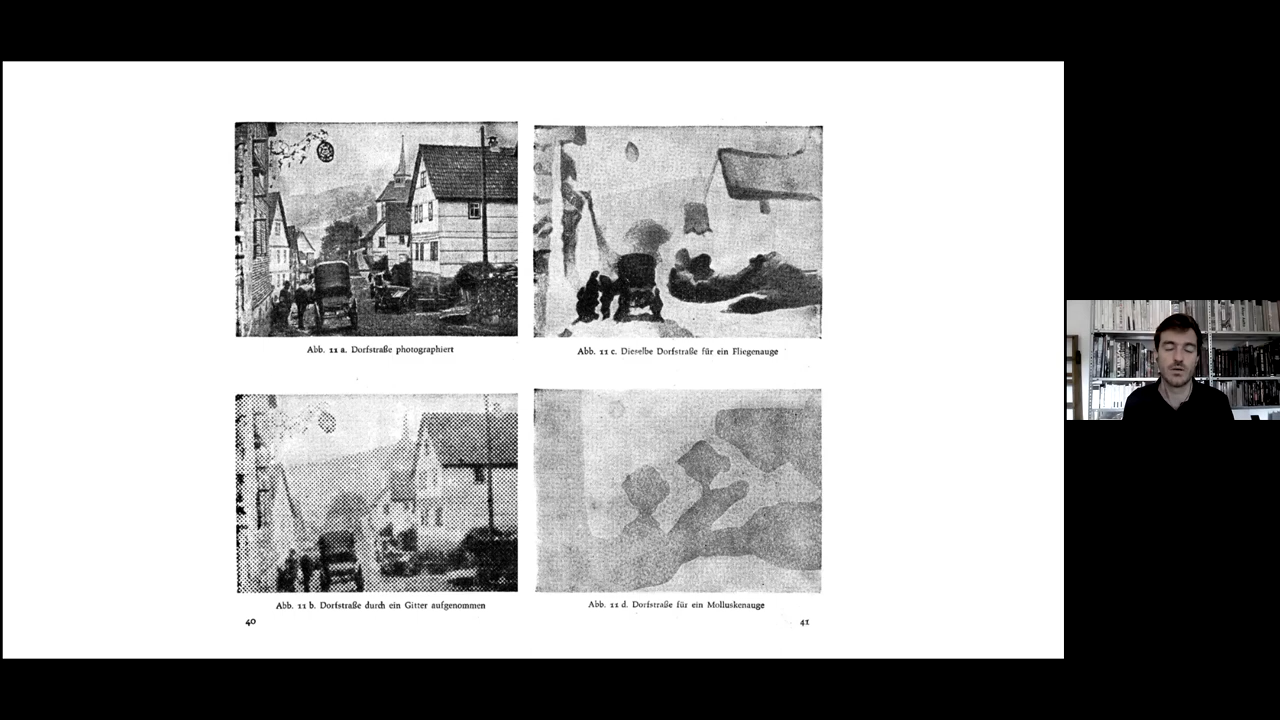 Abb. 11 a. Dorfstraße photographiert
Abb. 11 c. Dieselbe Dorfstraße für ein Fliegenauge
Abb. 11 b. Dorfstraße durch ein Gitter aufgenommen
Abb. 11 d. Dorfstraße für ein Molluskenauge
40
41